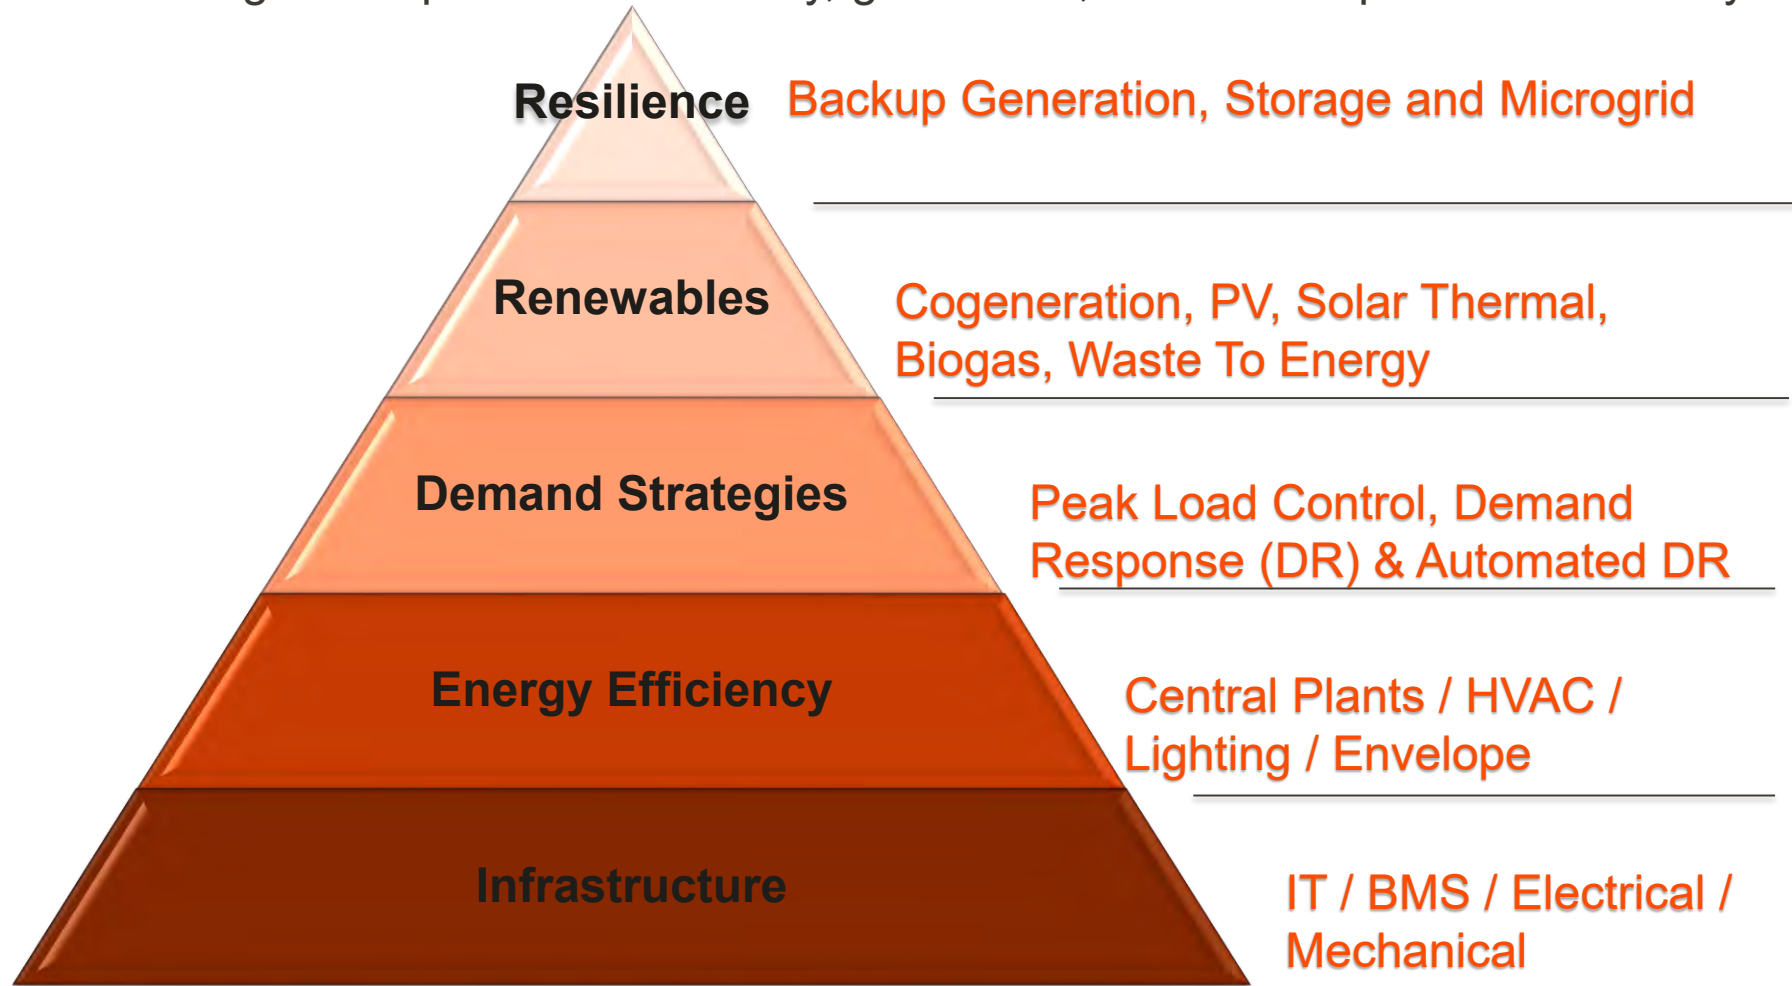 Resilience
Backup Generation, Storage and Microgrid
Renewables
Cogeneration, PV, Solar Thermal,
Biogas, Waste To Energy
Demand Strategies
Peak Load Control, Demand
Response (DR) & Automated DR
Energy Efficiency
Central Plants / HVAC /
Lighting / Envelope
Infrastructure
IT / BMS / Electrical /
Mechanical